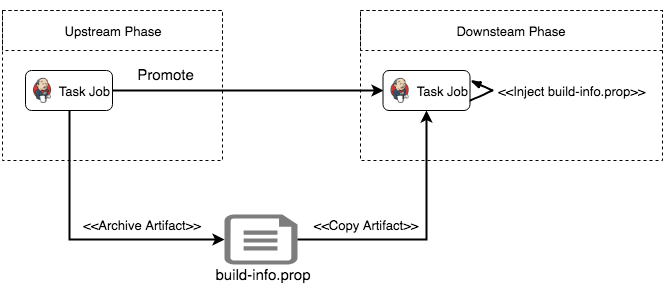 Upstream Phase
Downsteam Phase
Task Job
Promote
Task Job
<<Inject build-info.prop>>
<<Archive Artifact>>
<<Copy Artifact>>
build-info.prop